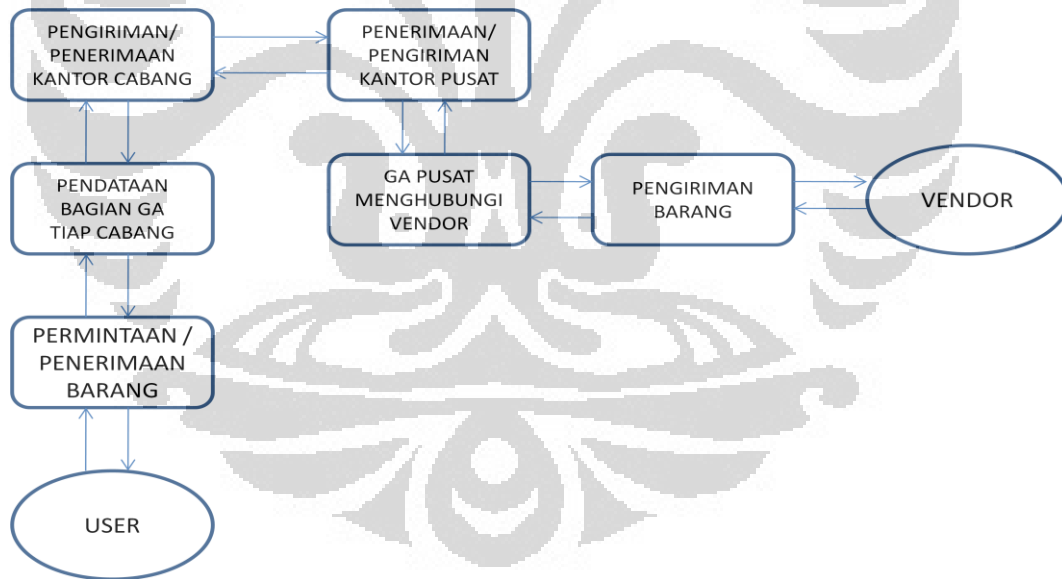 PENGIRIMAN/
PENERIMAAN
KANTOR CABANG
PENERIMAAN/
PENGIRIMAN
KANTOR PUSAT
PENDATAAN
BAGIAN GA
TIAP CABANG
GA PUSAT
MENGHUBUNGI
VENDOR
PENGIRIMAN
BARANG
VENDOR
PERMINTAAN /
PENERIMAAN
BARANG
USER